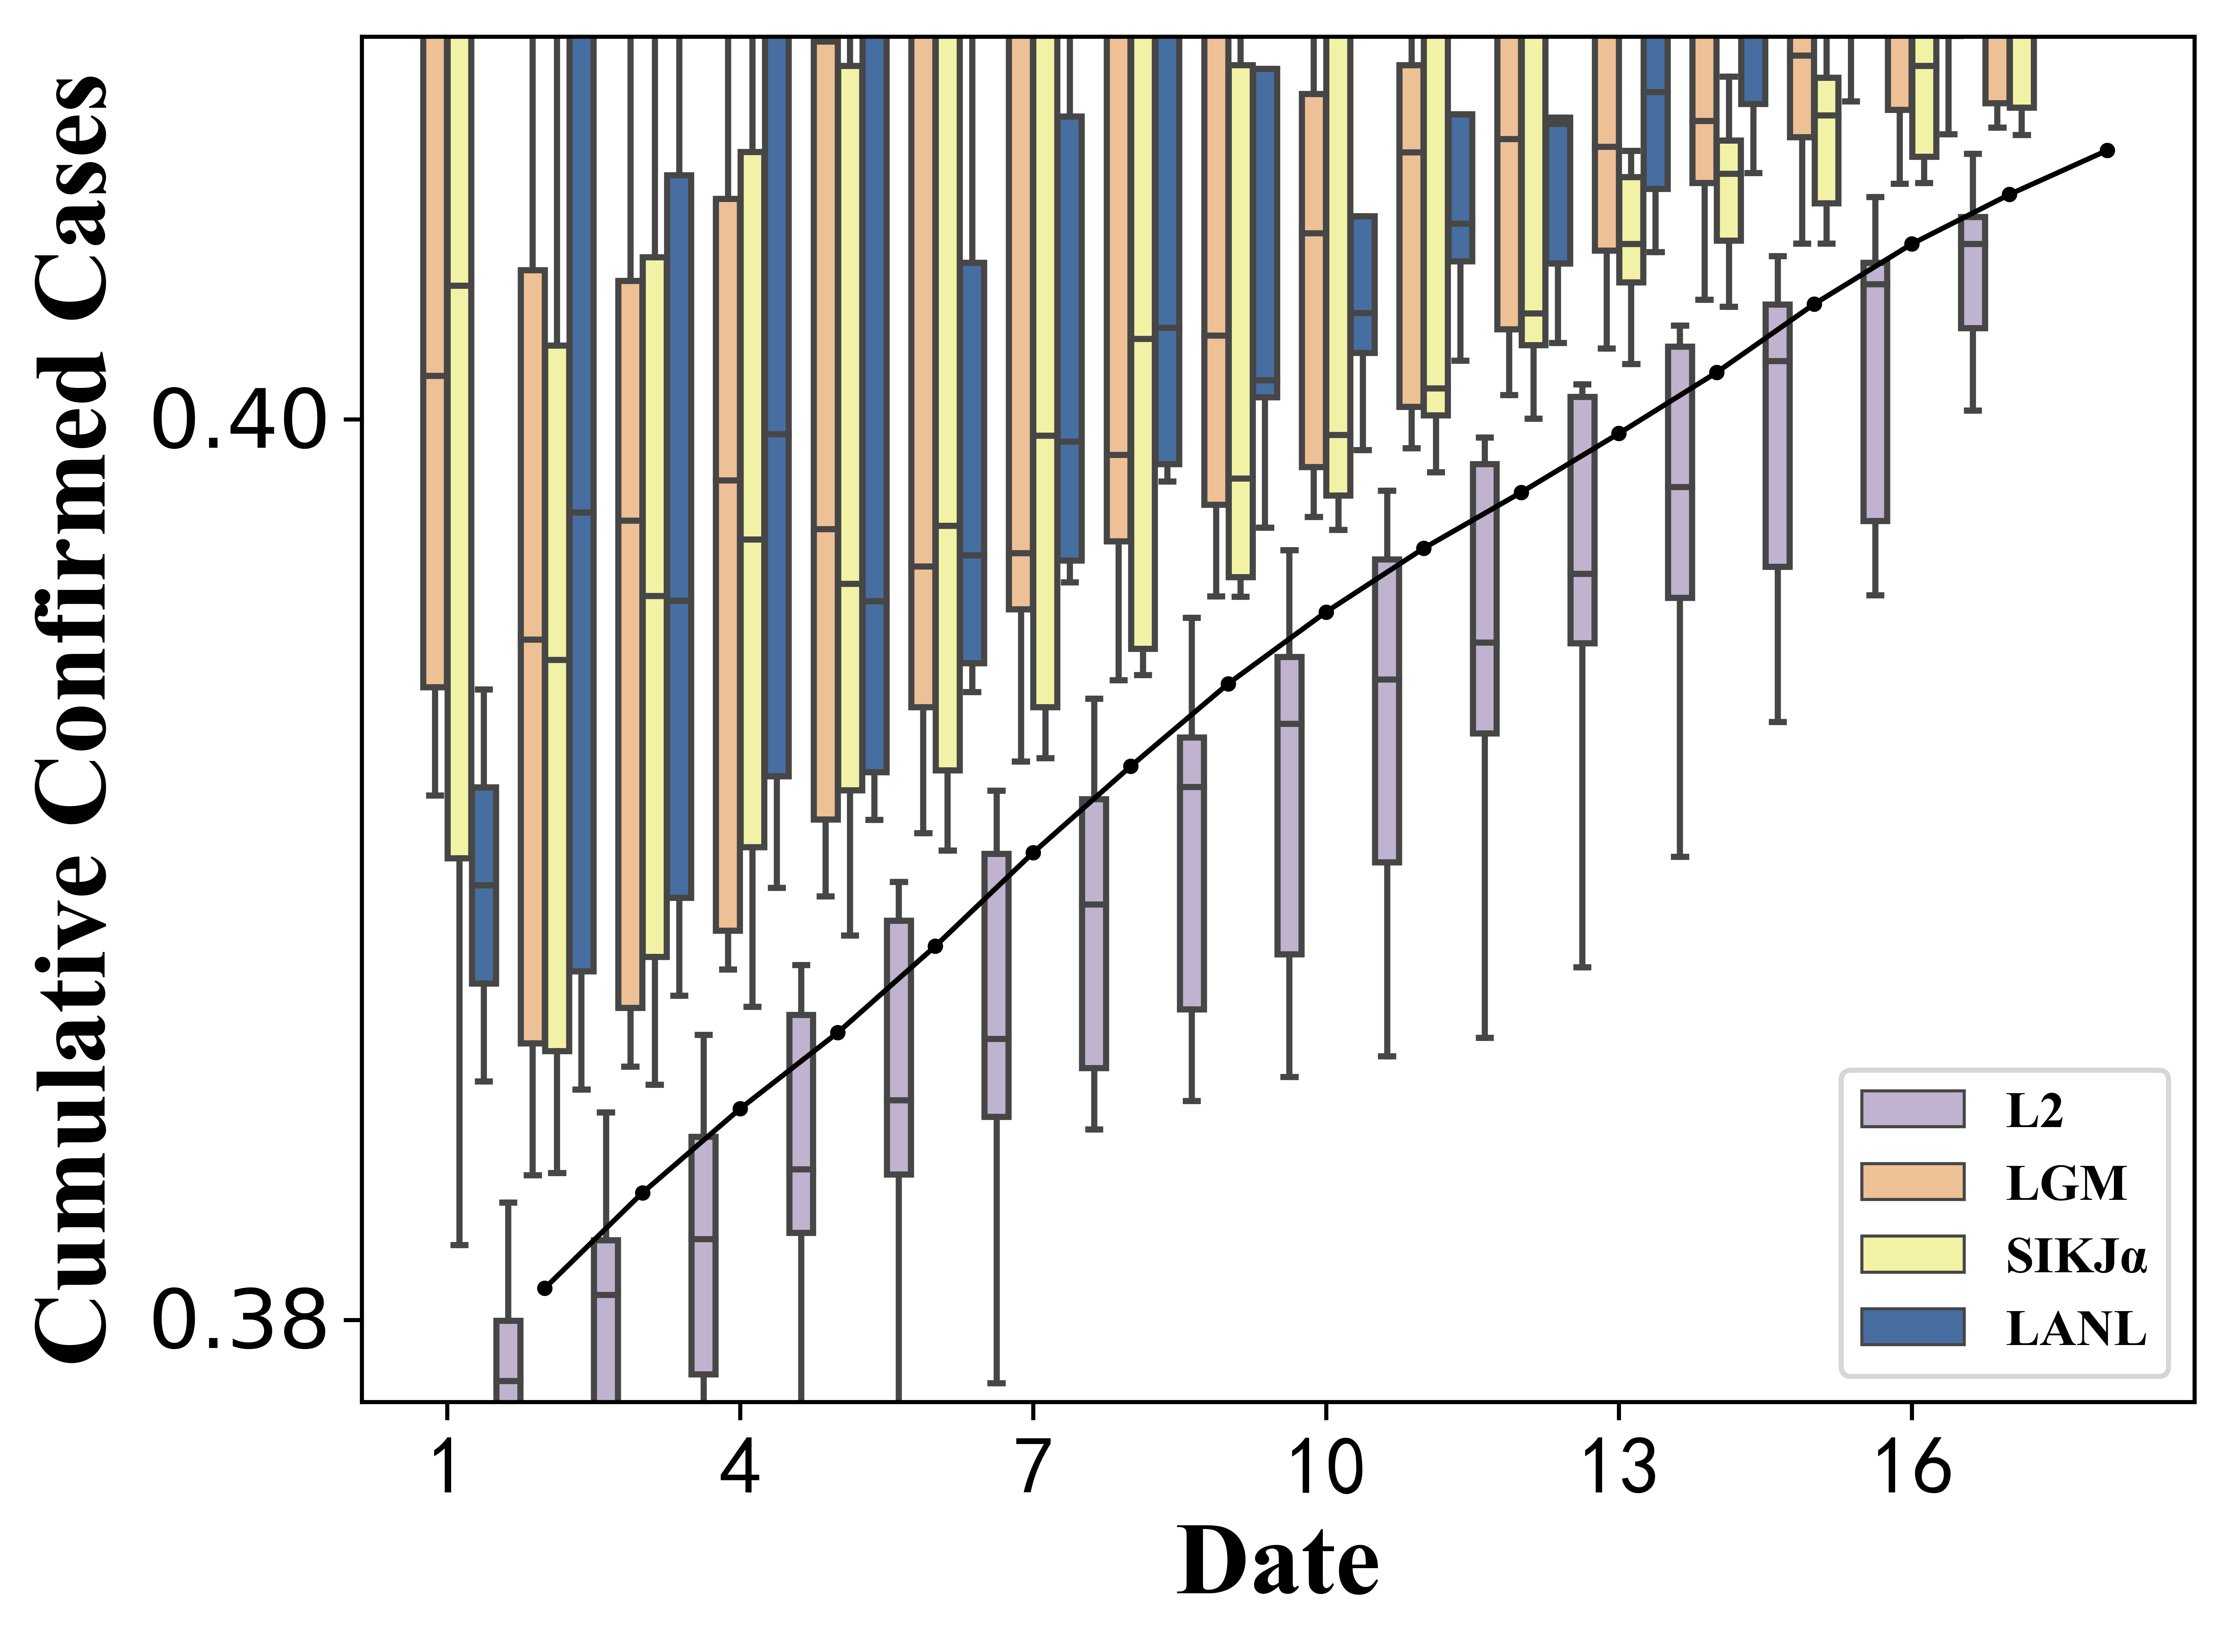 Cumulative Confirmed Cases
0.40
0.38
1 4 7 10 13 16
Date
L2
LGM
SIKJα
LANL